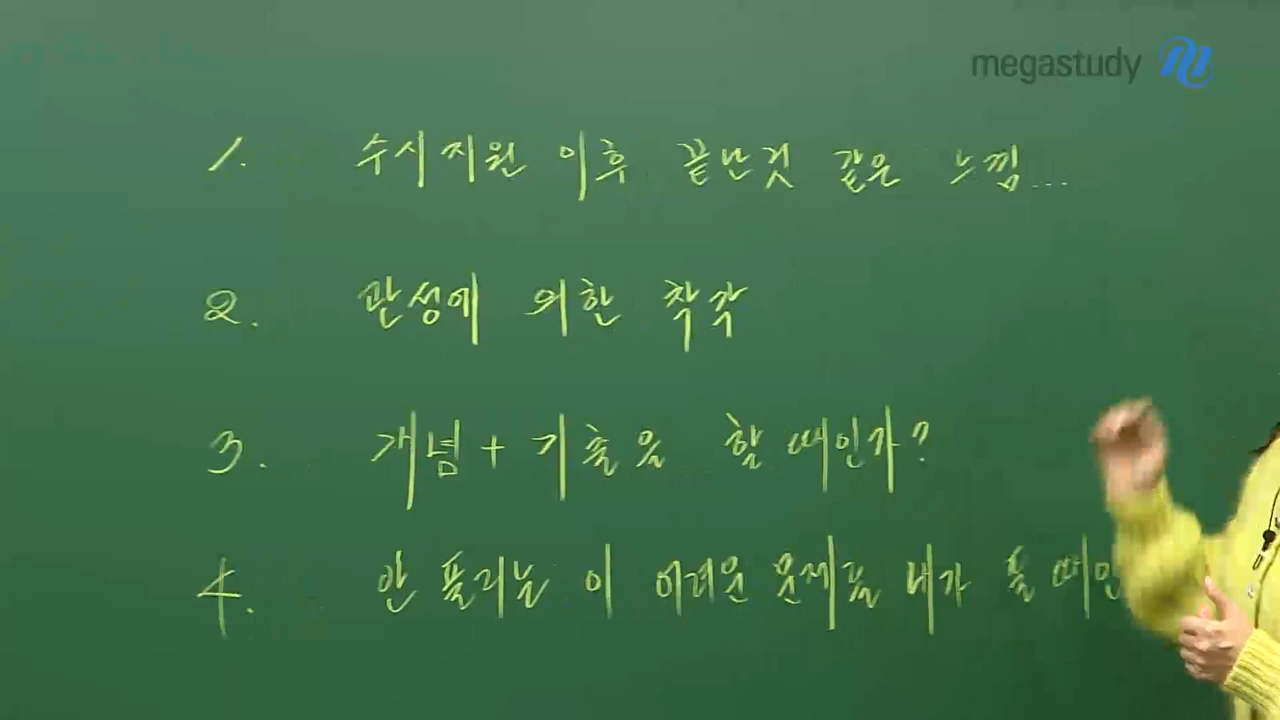 megastudy
1. 수시지원 이후 끝난것 같은 느낌...
2. 관성에 의한 착각
3. 개념 + 기출을 할 때인가?
4. 안 풀리는 이 어려운 문제를 내가 풀 때인